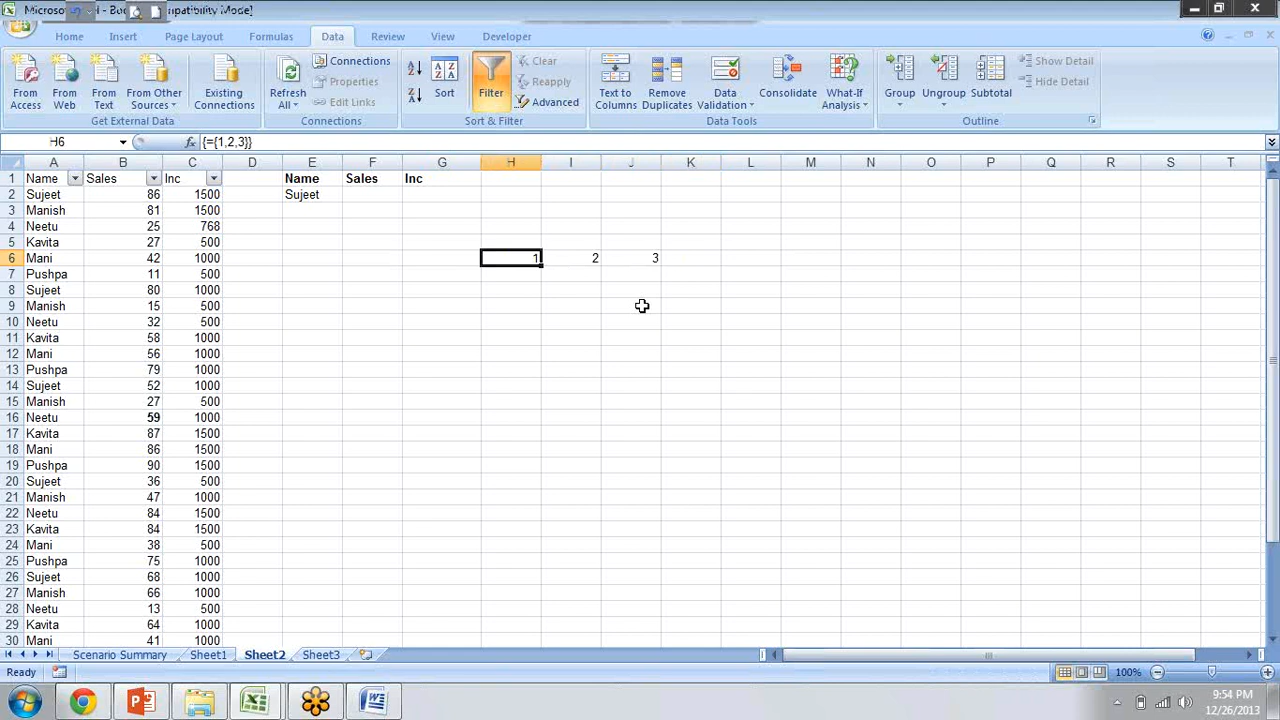 Microsoft
[Compatibility Mode]
Home Insert Page Layout Formulas Data Review View Developer
From Access
From Web
From Text
From Other Sources
Existing Connections
Get External Data
Refresh All
Connections
Properties
Edit Links
Connections
Sort
Filter
Clear
Reapply
Advanced
Sort & Filter
Text to Columns
Remove Duplicates
Data Validation
Consolidate
What-If Analysis
Data Tools
Group
Ungroup
Subtotal
Show Detail
Hide Detail
Outline
H6 fx {={1,2,3}}
A B C D E F G H I J K L M N O P Q R S T
1 Name Sales Inc Name Sales Inc
2 Sujeet 86 1500 Sujeet
3 Manish 81 1500
4 Neetu 25 768
5 Kavita 27 500
6 Mani 42 1000 1 2 3
7 Pushpa 11 500
8 Sujeet 80 1000
9 Manish 15 500
10 Neetu 32 500
11 Kavita 58 1000
12 Mani 56 1000
13 Pushpa 79 1000
14 Sujeet 52 1000
15 Manish 27 500
16 Neetu 59 1000
17 Kavita 87 1500
18 Mani 86 1500
19 Pushpa 90 1500
20 Sujeet 36 500
21 Manish 47 1000
22 Neetu 84 1500
23 Kavita 84 1500
24 Mani 38 500
25 Pushpa 75 1000
26 Sujeet 68 1000
27 Manish 66 1000
28 Neetu 13 500
29 Kavita 64 1000
30 Mani 41 1000
Scenario Summary Sheet1 Sheet2 Sheet3
Ready 100%
9:54 PM
12/26/2013